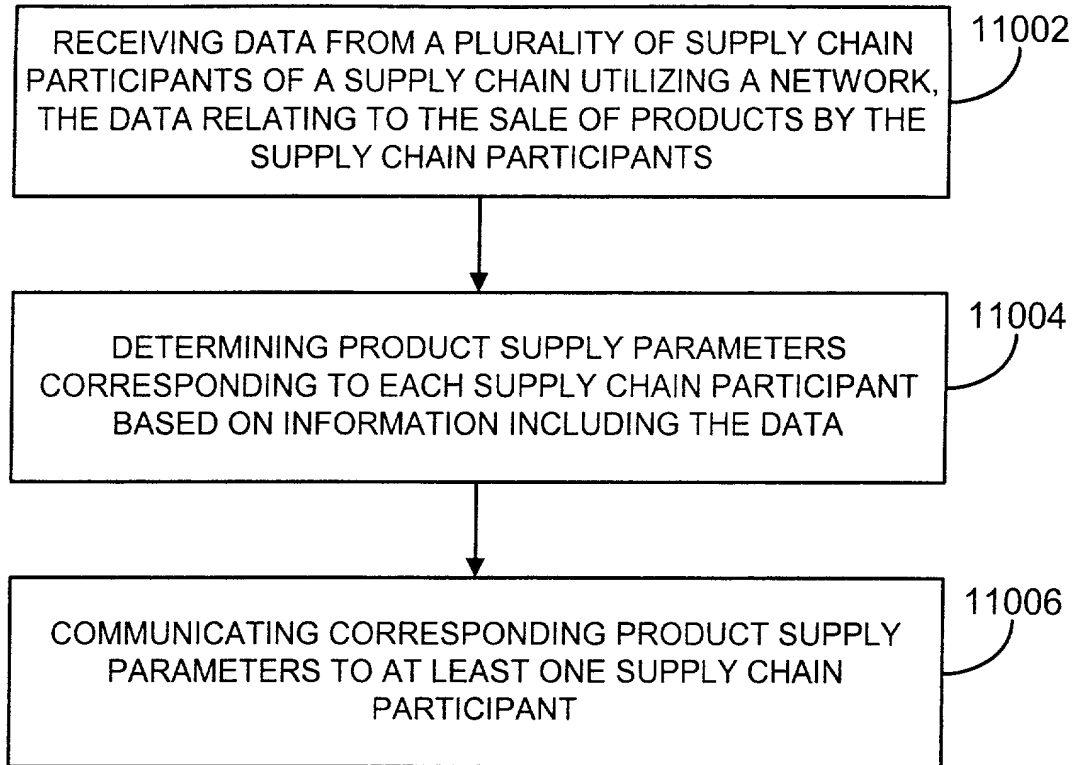 RECEIVING DATA FROM A PLURALITY OF SUPPLY CHAIN
PARTICIPANTS OF A SUPPLY CHAIN UTILIZING A NETWORK,
THE DATA RELATING TO THE SALE OF PRODUCTS BY THE
SUPPLY CHAIN PARTICIPANTS
11002
DETERMINING PRODUCT SUPPLY PARAMETERS
CORRESPONDING TO EACH SUPPLY CHAIN PARTICIPANT
BASED ON INFORMATION INCLUDING THE DATA
11004
COMMUNICATING CORRESPONDING PRODUCT SUPPLY
PARAMETERS TO AT LEAST ONE SUPPLY CHAIN
PARTICIPANT
11006